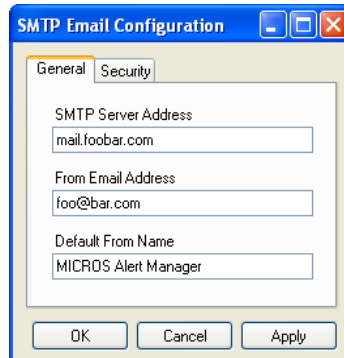 SMTP Email Configuration
General Security
SMTP Server Address
mail.foobar.com
From Email Address
foo@bar.com
Default From Name
MICROS Alert Manager
OK Cancel Apply